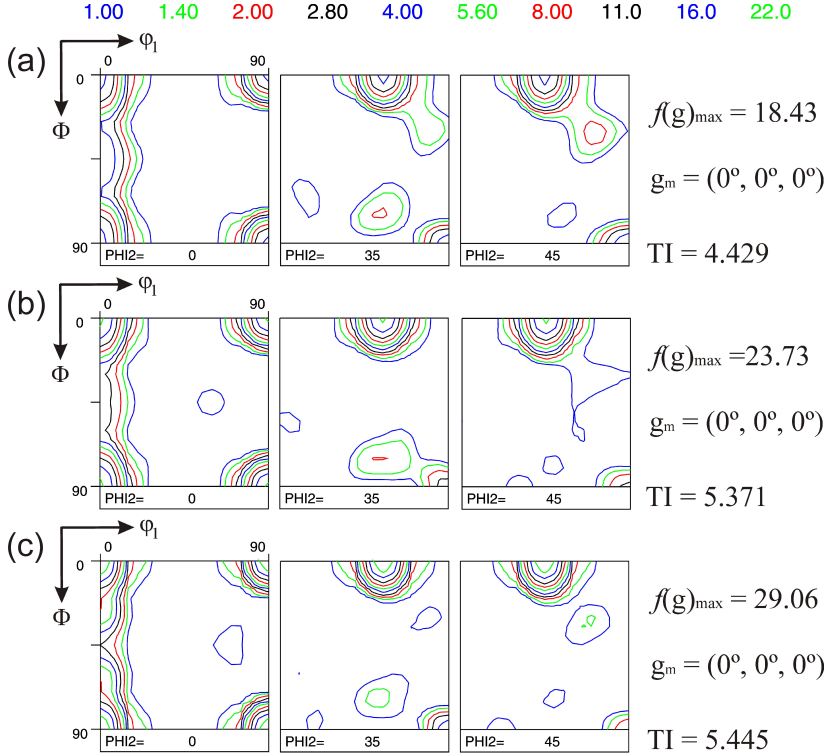 1.00 1.40 2.00 2.80 4.00 5.60 8.00 11.0 16.0 22.0
(a) φ1
0 90
0
Φ
90
PHI2= 0 PHI2= 35 PHI2= 45
f(g)max = 18.43
gm = (0º, 0º, 0º)
TI = 4.429
(b) φ1
0 90
0
Φ
90
PHI2= 0 PHI2= 35 PHI2= 45
f(g)max =23.73
gm = (0º, 0º, 0º)
TI = 5.371
(c) φ1
0 90
0
Φ
90
PHI2= 0 PHI2= 35 PHI2= 45
f(g)max = 29.06
gm = (0º, 0º, 0º)
TI = 5.445